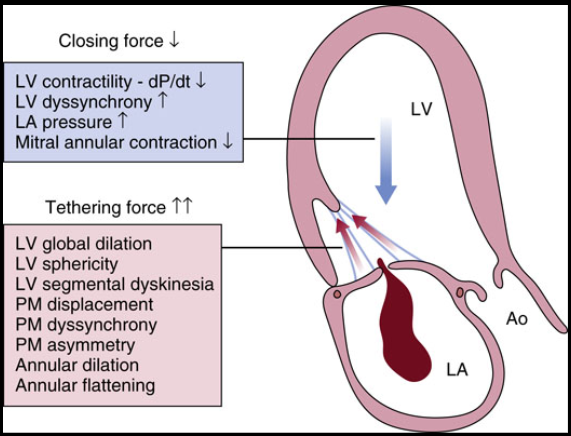 Closing force ↓
LV contractility - dP/dt ↓
LV dyssynchrony ↑
LA pressure ↑
Mitral annular contraction ↓
LV
Tethering force ↑↑
LV global dilation
LV sphericity
LV segmental dyskinesia
PM displacement
PM dyssynchrony
PM asymmetry
Annular dilation
Annular flattening
Ao
LA